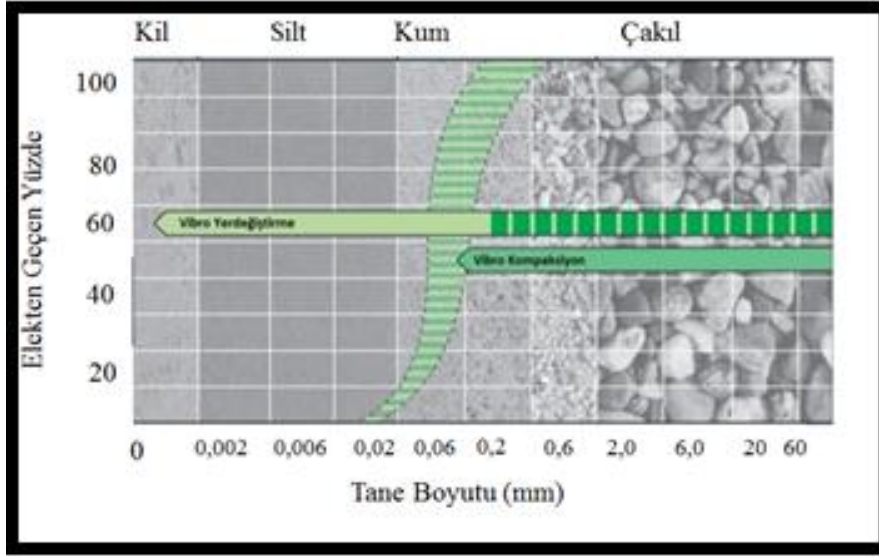 Kil Silt Kum Çakıl
Elekten Geçen Yüzde
100
80
60
Vibro Yerdeğiştirme
Vibro Kompaksiyon
40
20
0 0,002 0,006 0,02 0,06 0,2 0,6 2,0 6,0 20 60
Tane Boyutu (mm)